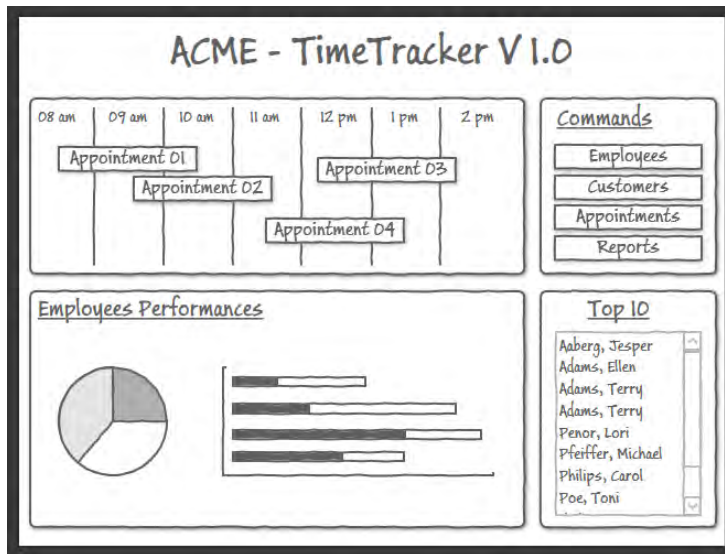 ACME - TimeTracker V 1.0
08 am 09 am 10 am 11 am 12 pm 1 pm 2 pm
Appointment 01
Appointment 03
Appointment 02
Appointment 04
Commands
Employees
Customers
Appointments
Reports
Employees Performances
Top 10
Aaberg, Jesper
Adams, Ellen
Adams, Terry
Adams, Terry
Penor, Lori
Pfeiffer, Michael
Philips, Carol
Poe, Toni